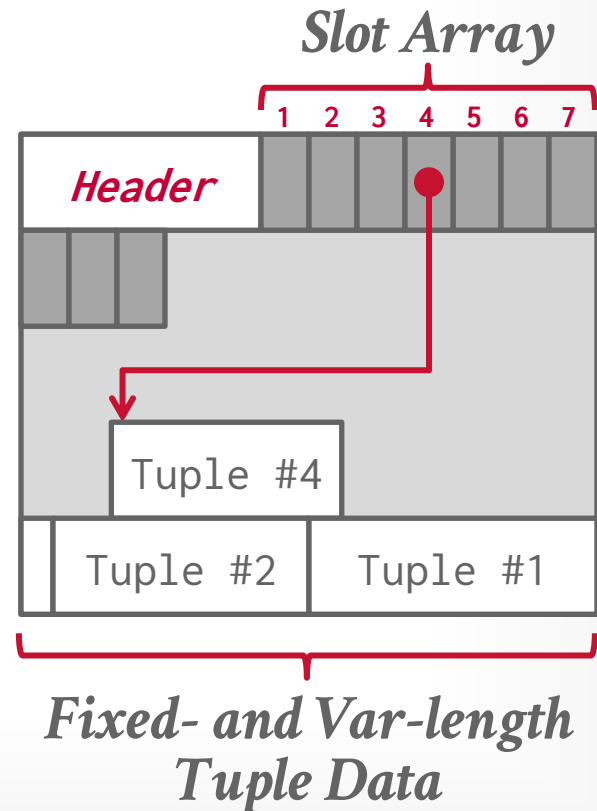 Slot Array
1 2 3 4 5 6 7
Header
Tuple #4
Tuple #2 Tuple #1
Fixed- and Var-length
Tuple Data